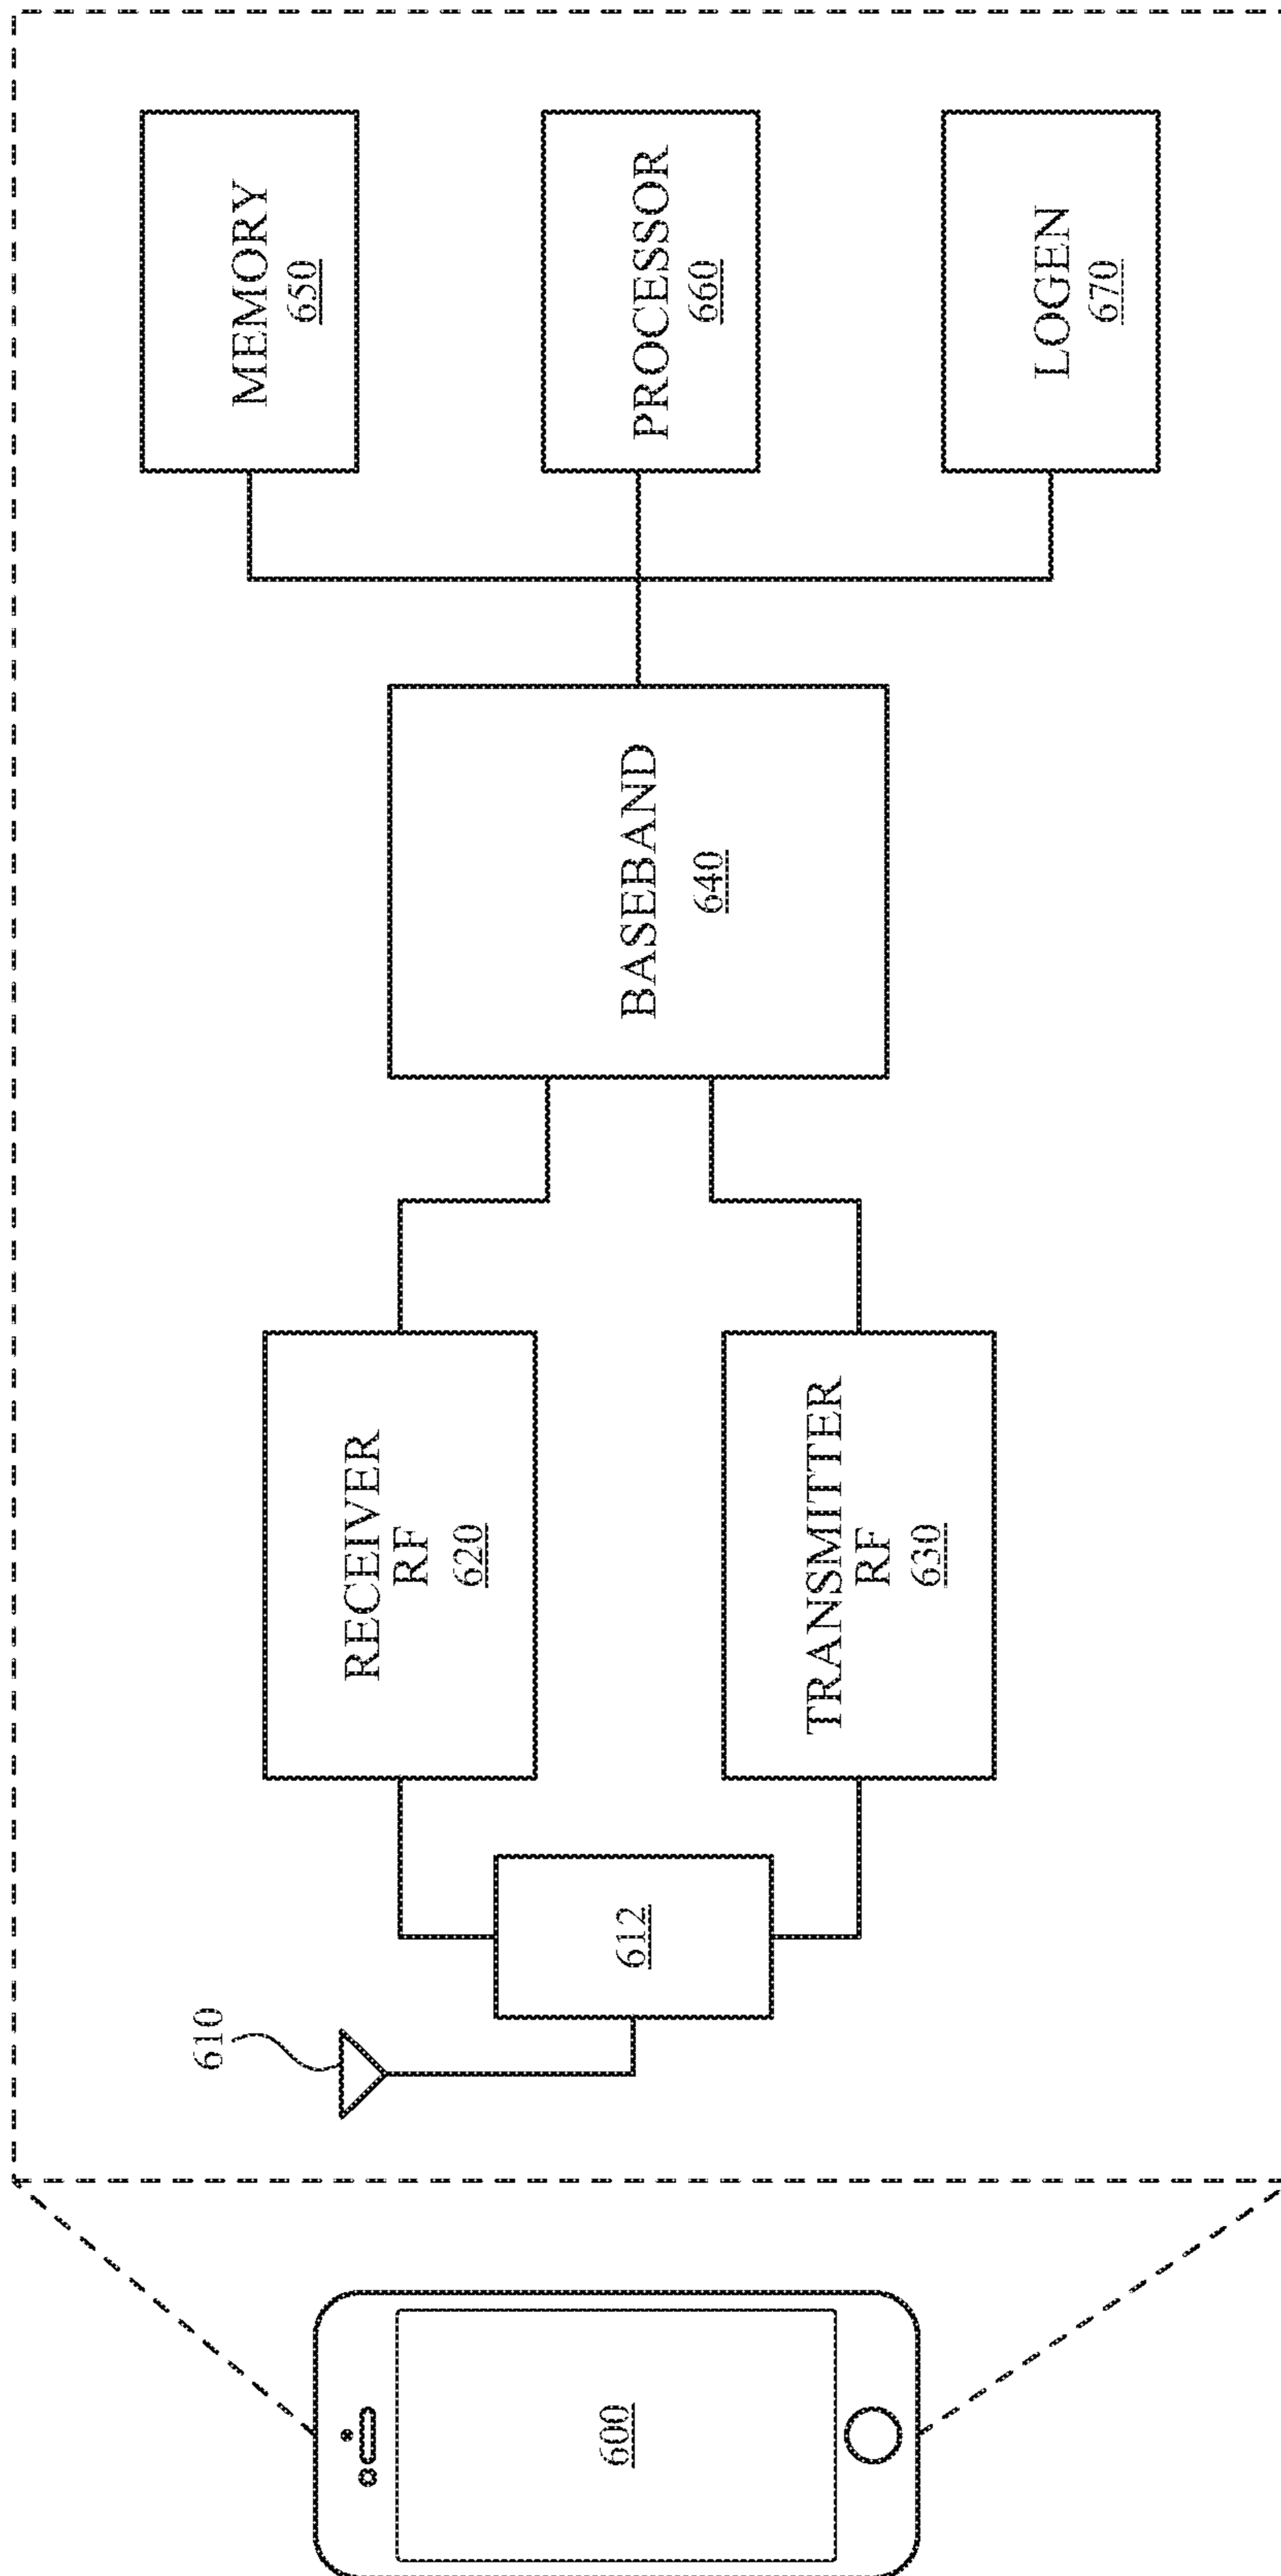 600
610
612
RECEIVER
RF
620
TRANSMITTER
RF
630
BASEBAND
640
MEMORY
650
PROCESSOR
660
LOGEN
670